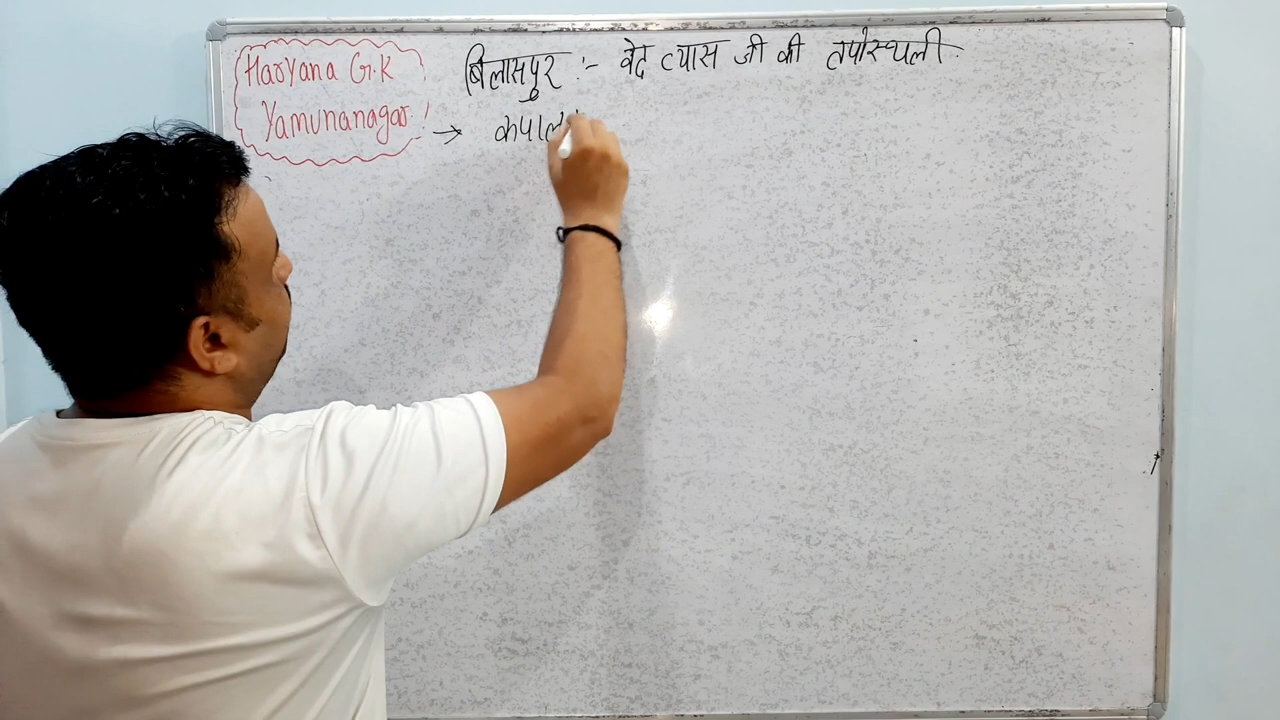 Haryana G.K
Yamunanagar
बिलासपुर :- वेद व्यास जी की तपोस्थली
→ कपाल